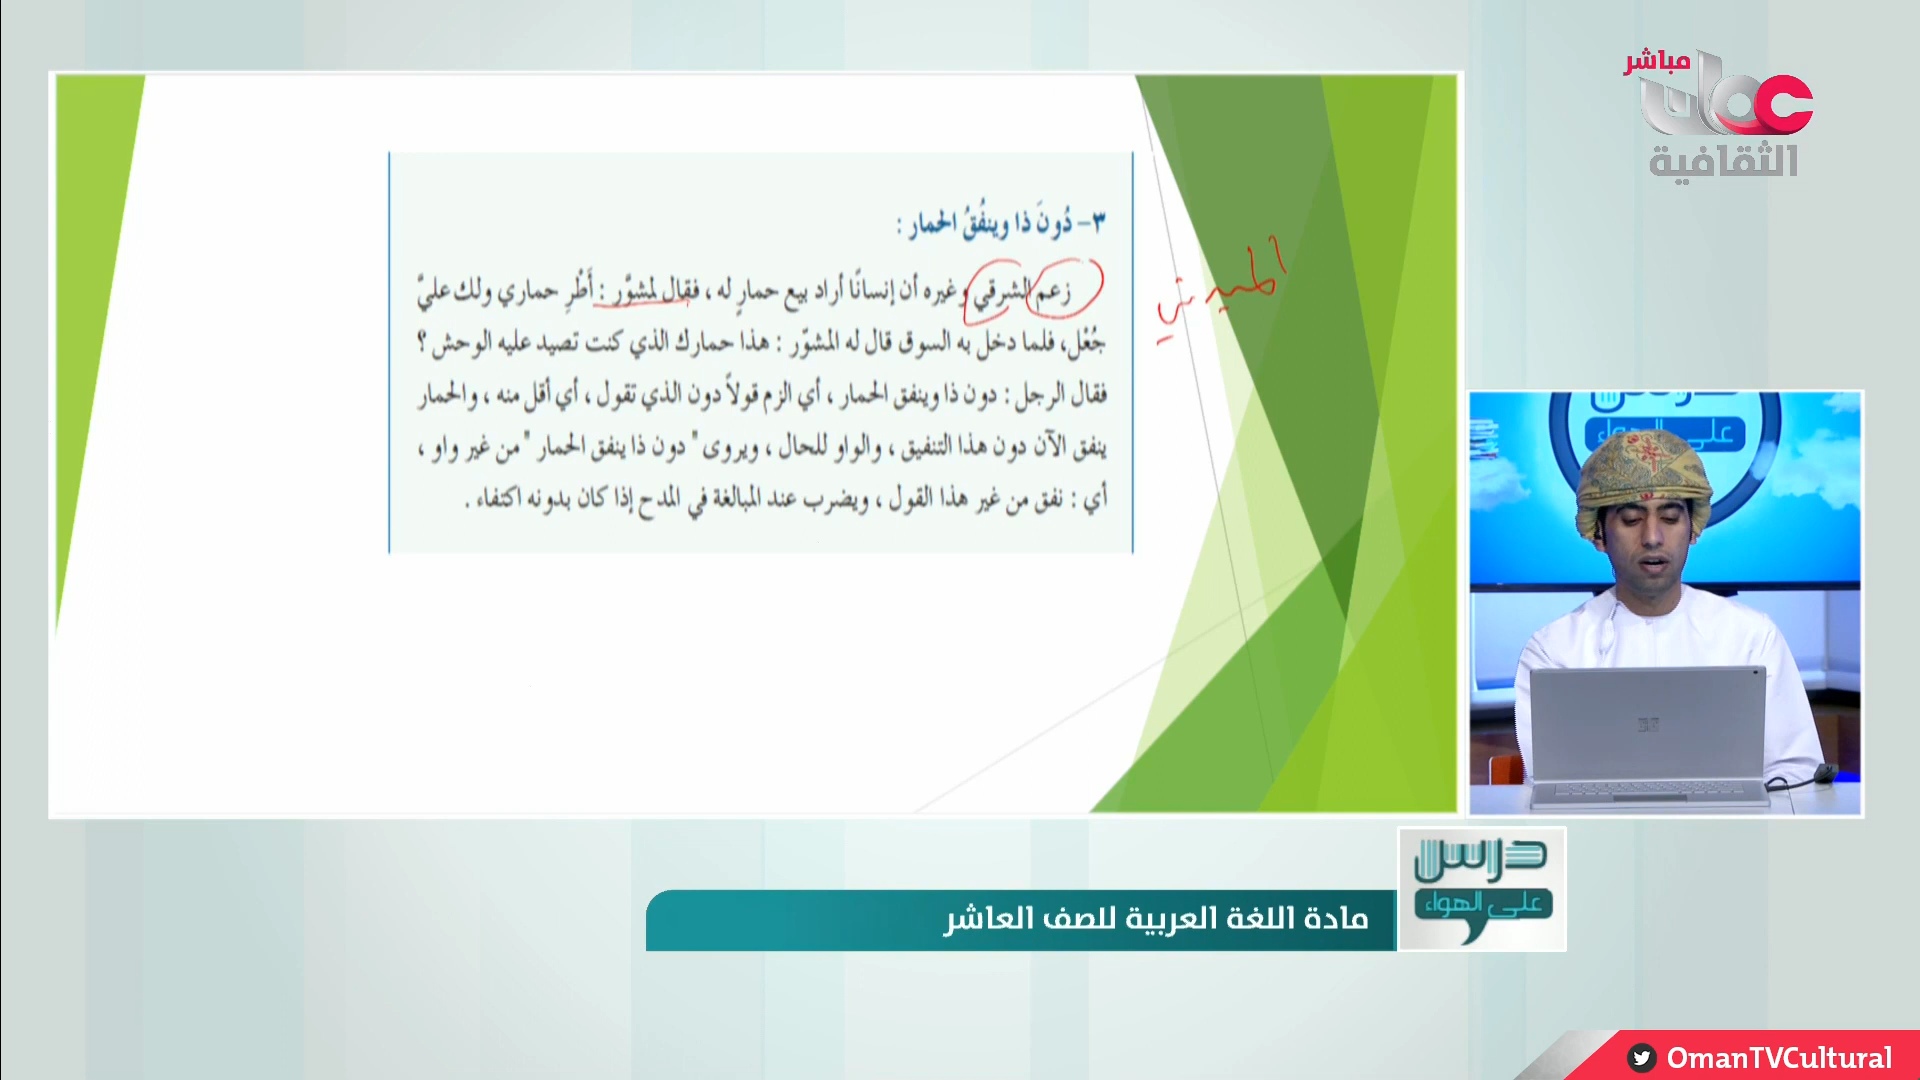 مباشر
عمان
الثقافية
٣- دُونَ ذا وينفُقُ الحمار :
زعم الشرقي وغيره أن إنسانًا أراد بيع حمارٍ له ، فقال لمشوَّر : أَطْرِ حماري ولك عليَّ
جُعْل، فلما دخل به السوق قال له المشوّر : هذا حمارك الذي كنت تصيد عليه الوحش ؟
فقال الرجل : دون ذا وينفق الحمار ، أي الزم قولاً دون الذي تقول ، أي أقل منه ، والحمار
ينفق الآن دون هذا التنفيق ، والواو للحال ، ويروى " دون ذا ينفق الحمار " من غير واو ،
أي : نفق من غير هذا القول ، ويضرب عند المبالغة في المدح إذا كان بدونه اكتفاء .
على الهواء
درس
على الهواء
مادة اللغة العربية للصف العاشر
OmanTVCultural